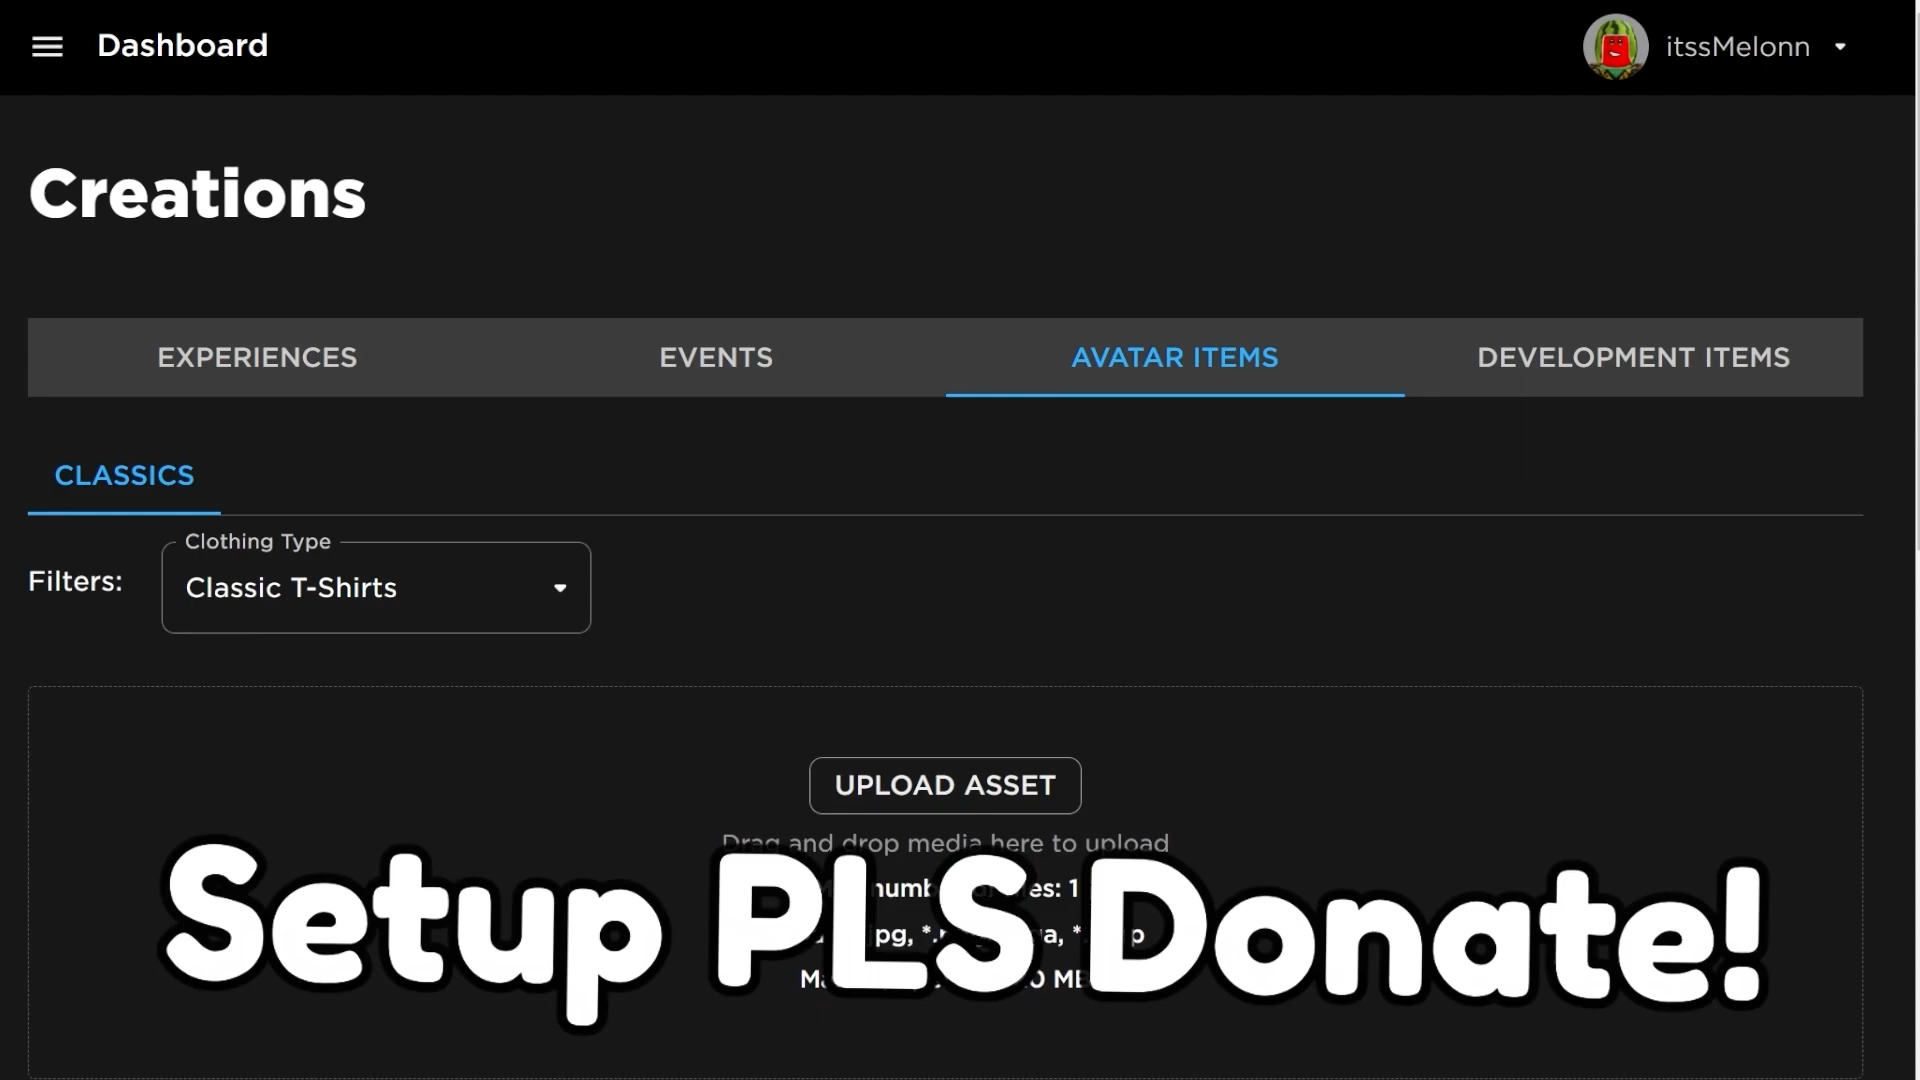 Dashboard
itssMelonn
Creations
EXPERIENCES
EVENTS
AVATAR ITEMS
DEVELOPMENT ITEMS
CLASSICS
Filters:
Clothing Type
Classic T-Shirts
UPLOAD ASSET
Drag and drop media here to upload
1
Setup PLS Donate!